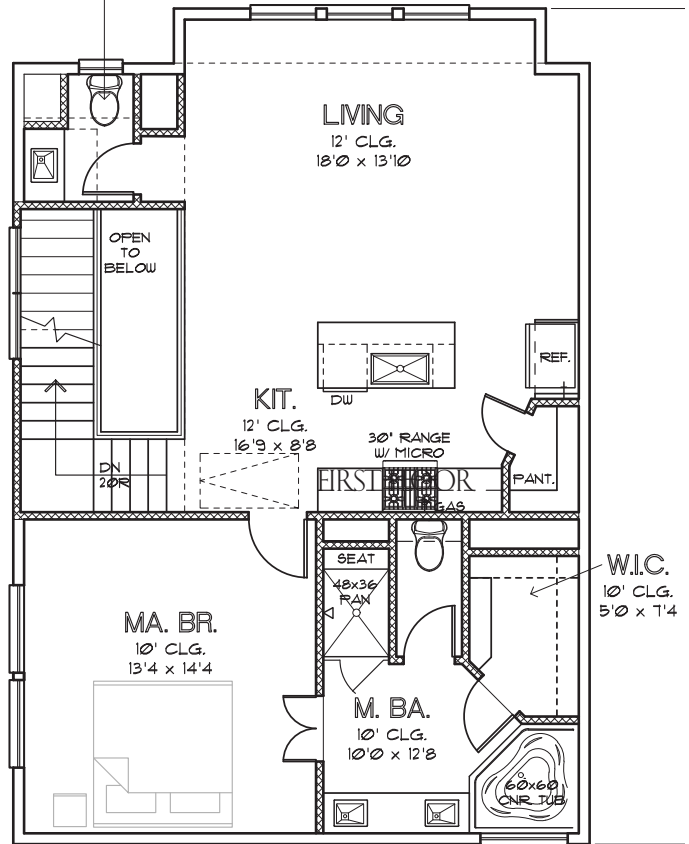 LIVING
12' CLG.
18'0 x 13'10
OPEN
TO
BELOW
REF.
DW
KIT.
12' CLG.
16'9 x 8'8
30" RANGE
W/ MICRO
DN
20R
FIRST FLOOR
GAS
PANT.
SEAT
48x36
PAN
W.I.C.
10' CLG.
5'0 x 7'4
MA. BR.
10' CLG.
13'4 x 14'4
M. BA.
10' CLG.
10'0 x 12'8
60x60
CNR TUB